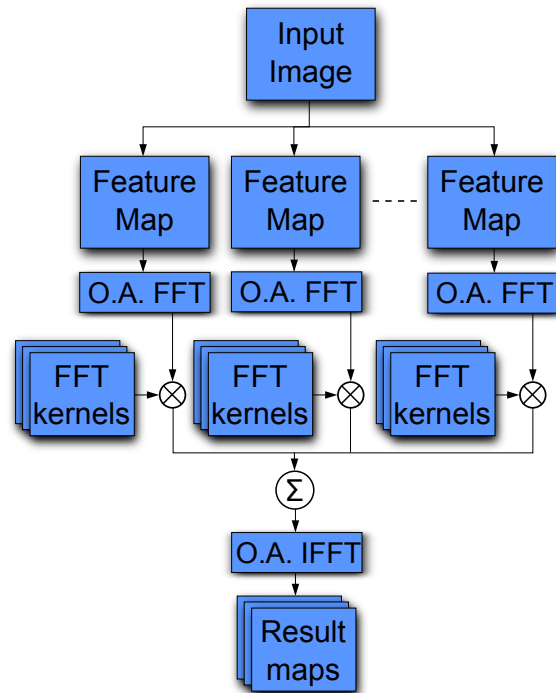 Input
Image
Feature
Map
Feature
Map
Feature
Map
O.A. FFT
O.A. FFT
O.A. FFT
FFT
kernels
FFT
kernels
FFT
kernels
Σ
O.A. IFFT
Result
maps